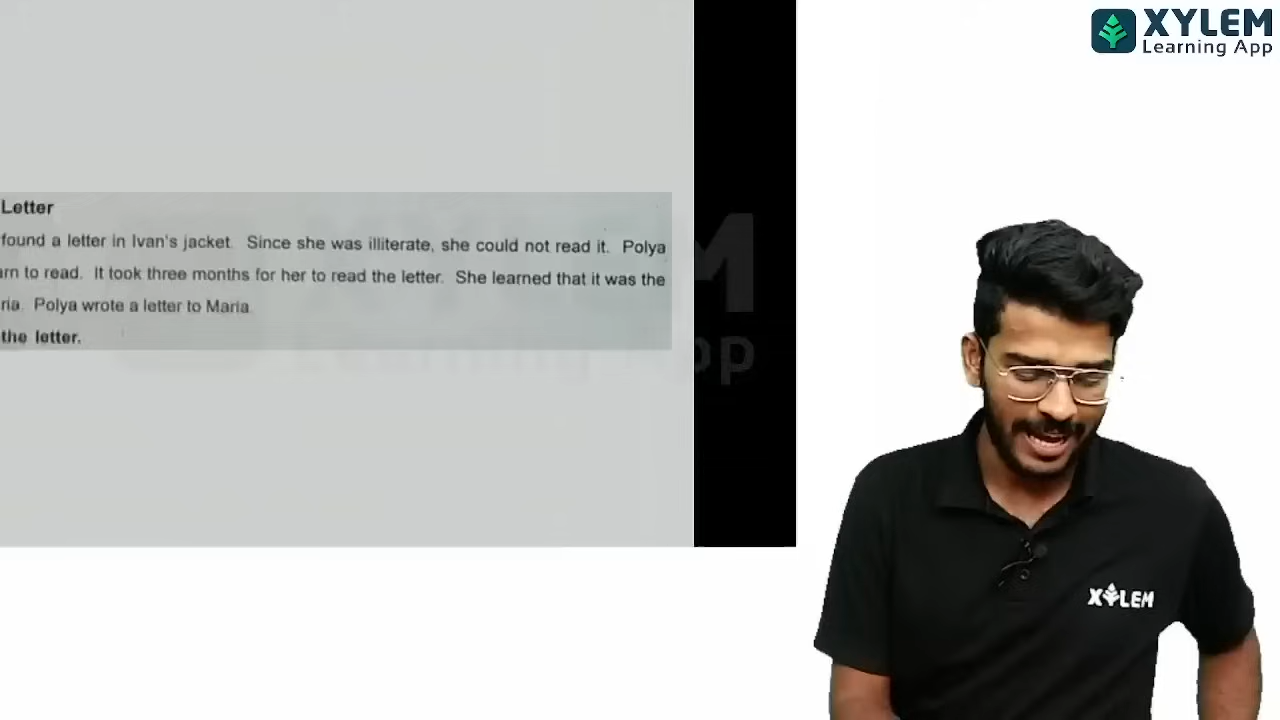 XYLEM
Learning App
Letter
found a letter in Ivan's jacket. Since she was illiterate, she could not read it. Polya
to read. It took three months for her to read the letter. She learned that it was the
Polya wrote a letter to Maria.
the letter.
XYLEM